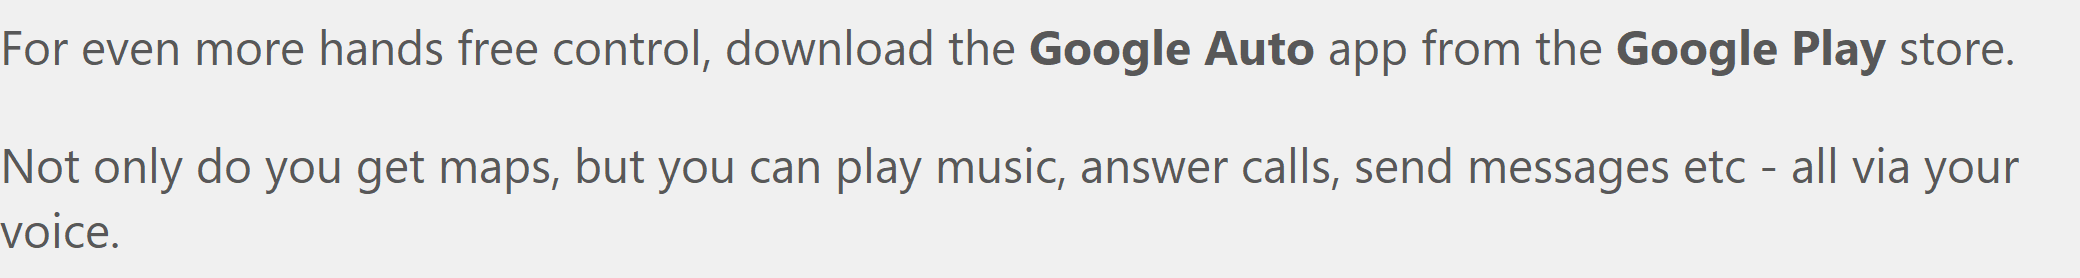 For even more hands free control, download the Google Auto app from the Google Play store.
Not only do you get maps, but you can play music, answer calls, send messages etc - all via your
voice.